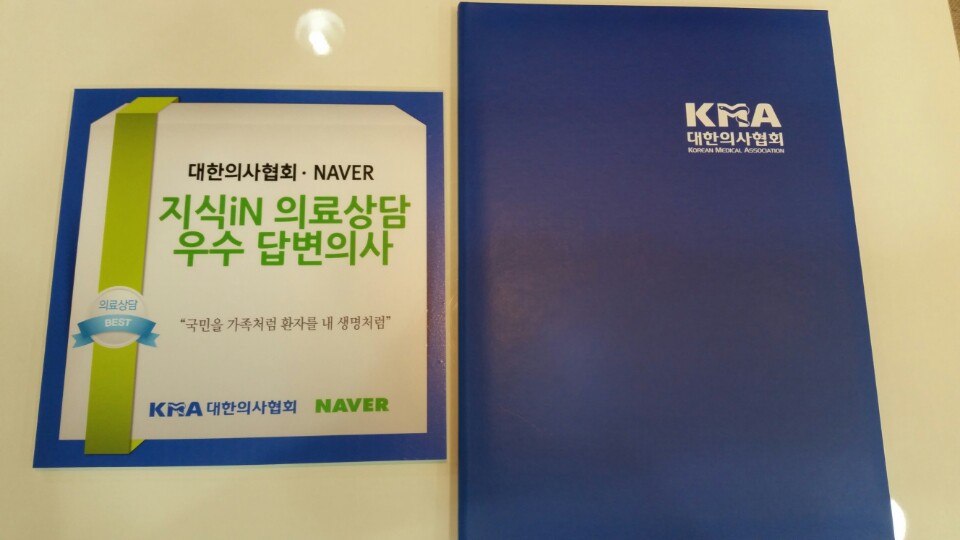 대한의사협회 · NAVER
지식iN 의료상담
우수 답변의사
의료상담
BEST
“국민을 가족처럼 환자를 내 생명처럼”
KMA 대한의사협회 NAVER
KMA
대한의사협회
KOREAN MEDICAL ASSOCIATION